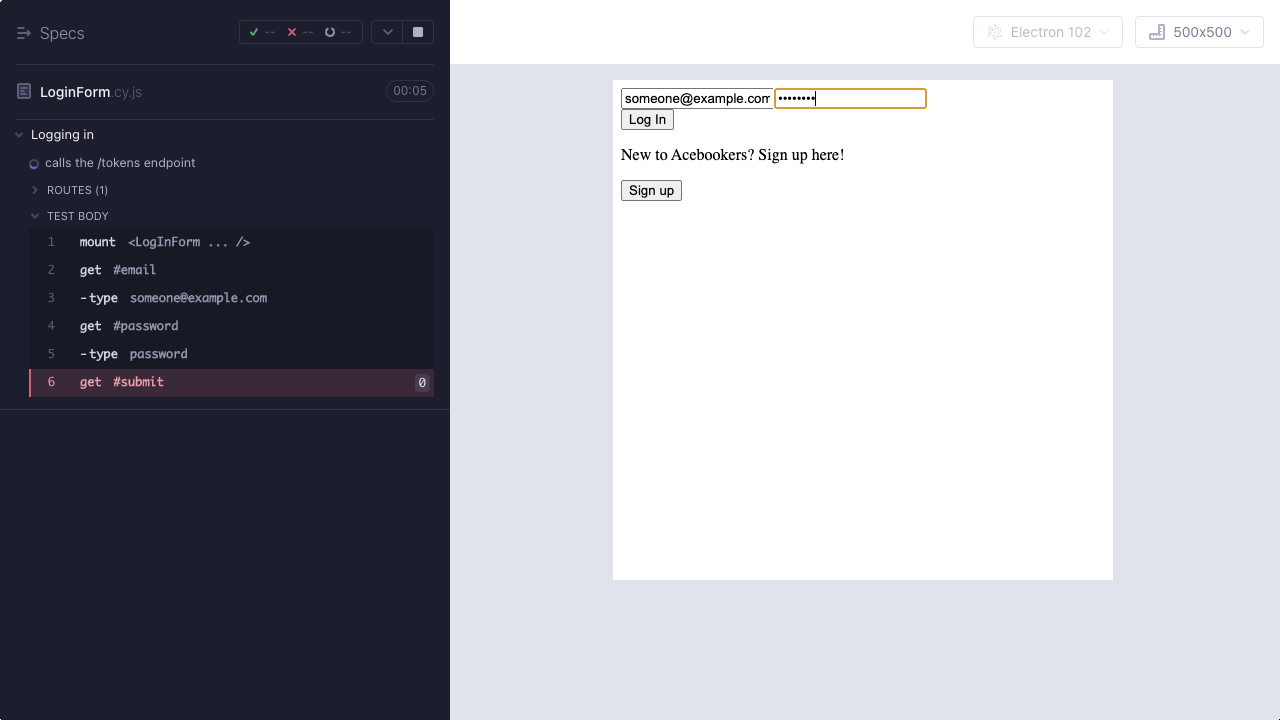 Specs
-- -- --
LoginForm.cy.js
00:05
Logging in
calls the /tokens endpoint
ROUTES (1)
TEST BODY
1 mount <LogInForm ... />
2 get #email
3 -type someone@example.com
4 get #password
5 -type password
6 get #submit 0
Electron 102
500x500
someone@example.com ••••••••
Log In
New to Acebookers? Sign up here!
Sign up